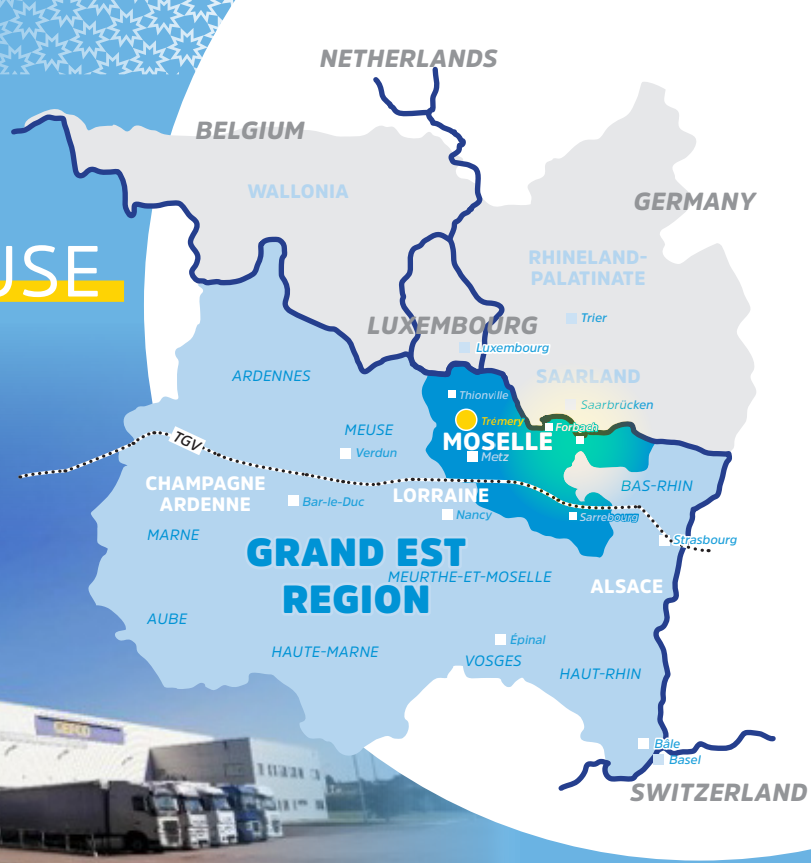 NETHERLANDS
BELGIUM
WALLONIA
GERMANY
RHINELAND-
PALATINATE
USE
Trier
LUXEMBOURG
Luxembourg
ARDENNES
SAARLAND
Thionville
Saarbrücken
Trémery
Forbach
MEUSE
MOSELLE
TGV
Verdun
Metz
CHAMPAGNE
ARDENNE
LORRAINE
BAS-RHIN
Bar-le-Duc
Nancy
Sarrebourg
MARNE
Strasbourg
GRAND EST
REGION
MEURTHE-ET-MOSELLE
ALSACE
AUBE
Épinal
HAUTE-MARNE
VOSGES
HAUT-RHIN
GEFCO
Bâle
Basel
SWITZERLAND